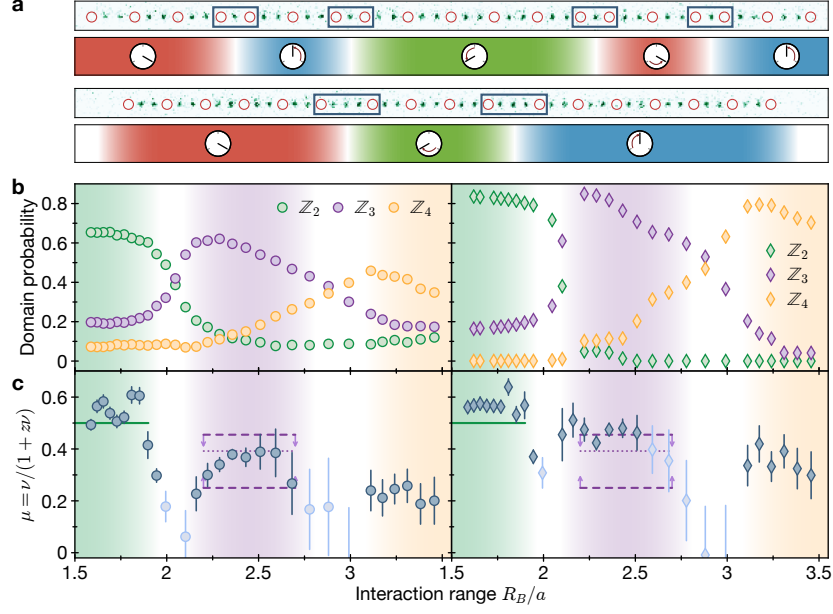 a
b
ℤ₂ ℤ₃ ℤ₄
0.8
0.6
0.4
0.2
0
Domain probability
ℤ₂
ℤ₃
ℤ₄
c
0.6
0.4
0.2
0
μ = ν/(1 + zν)
1.5 2 2.5 3 1.5 2 2.5 3 3.5
Interaction range R_B/a